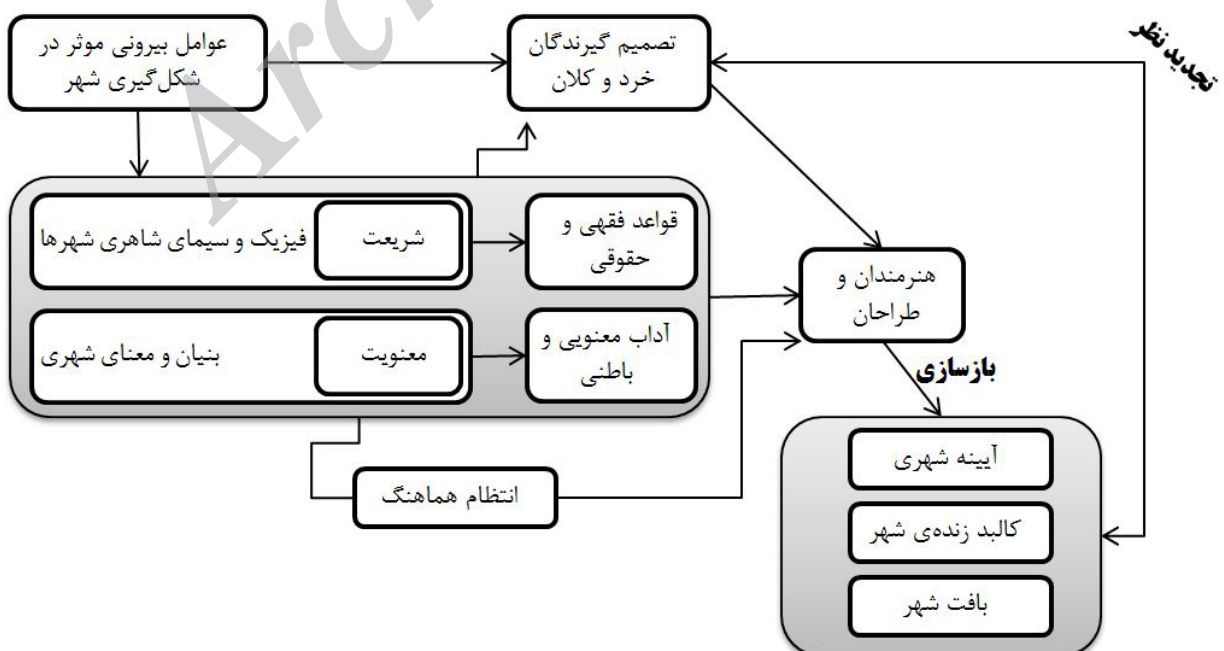 عوامل بیرونی موثر در
شکل‌گیری شهر
تصمیم گیرندگان
خرد و کلان
تجدید نظر
فیزیک و سیمای شاهری شهرها
شریعت
قواعد فقهی و
حقوقی
بنیان و معنای شهری
معنویت
آداب معنویی و
باطنی
هنرمندان و
طراحان
بازسازی
انتظام هماهنگ
آیینه شهری
کالبد زنده‌ی شهر
بافت شهر